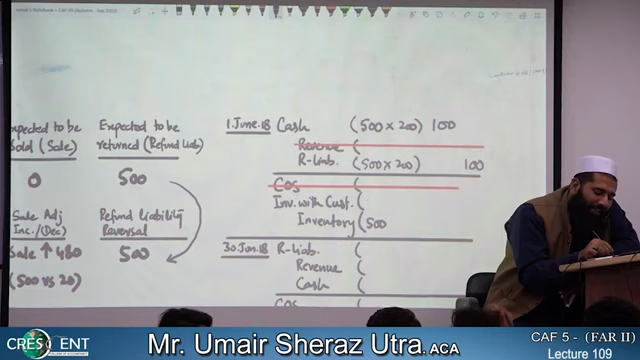 xpected to be
Sold (Sale)
0
Sale Adj
Inc./(Dec)
Sale ↑ 480
(500 vs 20)
Expected to be
returned (Refund Liab)
500
Refund Liability
Reversal
500
1.June.18 Cash (500 x 200) 100
Revenue (
R-liab. (500 x 200) 100
COS (
Inv. with Cust. (
Inventory (500
30.Jun.18 R-liab. (
Revenue (
Cash (
COS (
CRESCENT
Mr. Umair Sheraz Utra. ACA
CAF 5 - (FAR II)
Lecture 109